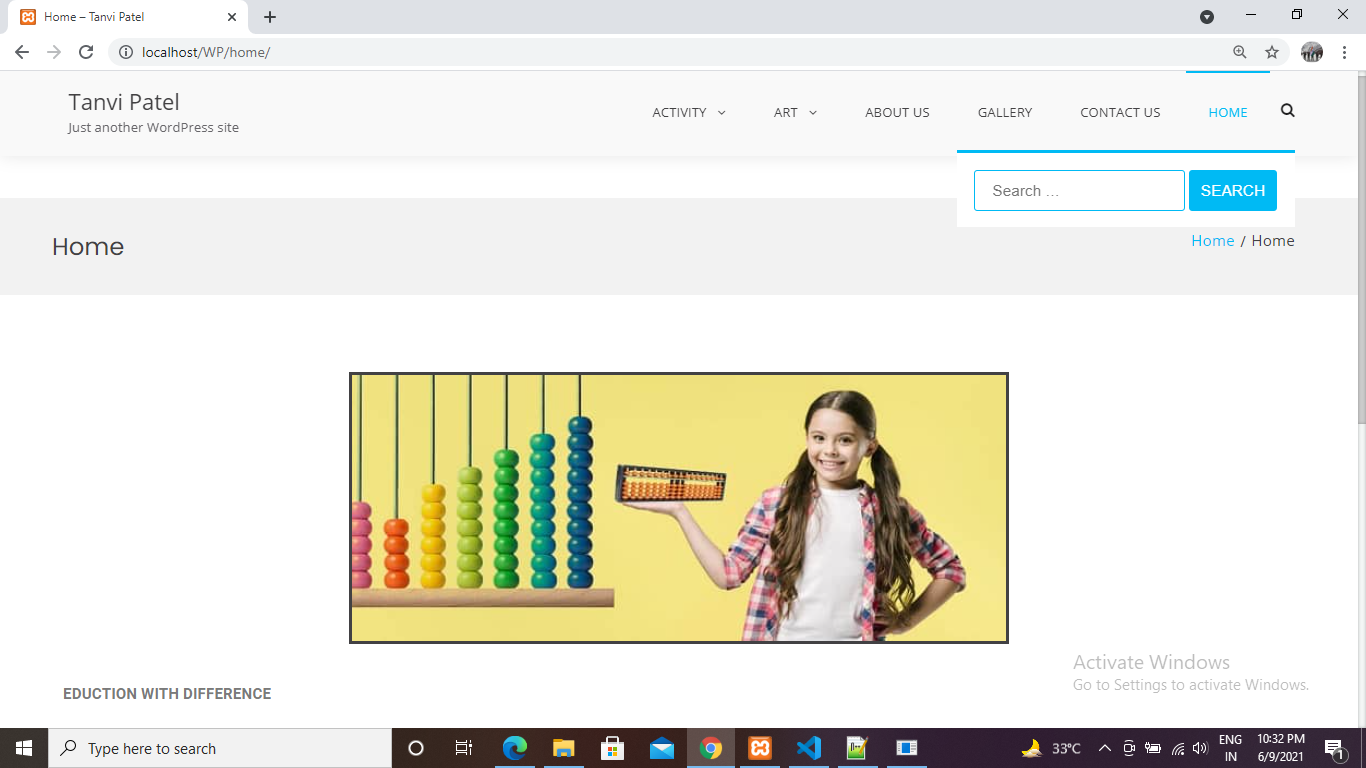 Home – Tanvi Patel
localhost/WP/home/
Tanvi Patel
Just another WordPress site
ACTIVITY ART ABOUT US GALLERY CONTACT US HOME
Search ... SEARCH
Home
Home / Home
EDUCTION WITH DIFFERENCE
Activate Windows
Go to Settings to activate Windows.
Type here to search
33°C
ENG
IN
10:32 PM
6/9/2021
1